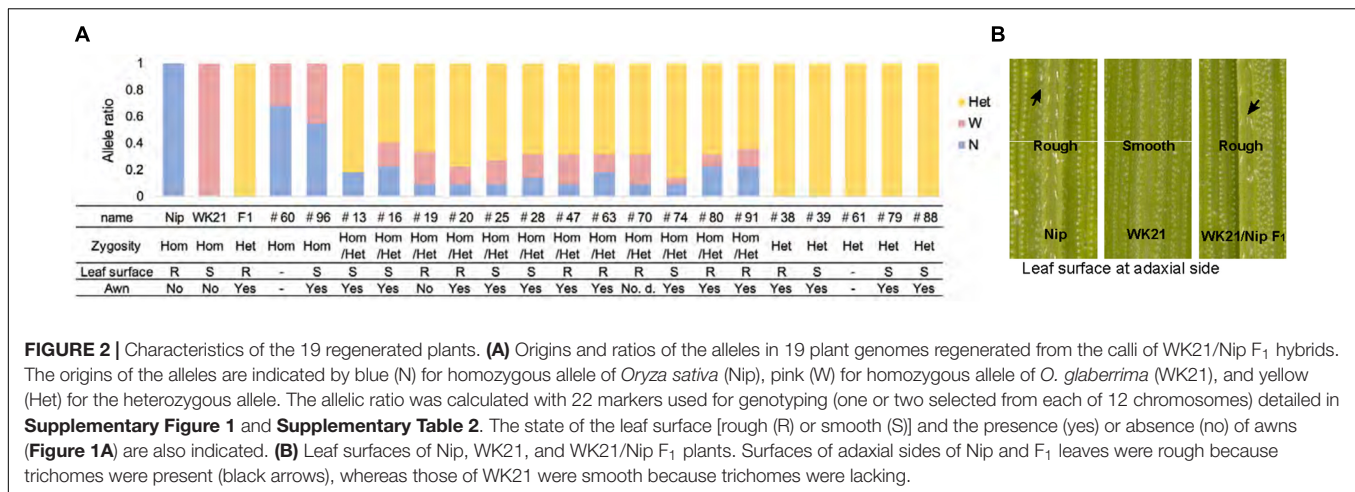 A
B
Allele ratio
1
0.8
0.6
0.4
0.2
0
Het
W
N
name Nip WK21 F1 # 60 # 96 # 13 # 16 # 19 # 20 # 25 # 28 # 47 # 63 # 70 # 74 # 80 # 91 # 38 # 39 # 61 # 79 # 88
Zygosity Hom Hom Het Hom Hom Hom /Het Hom /Het Hom /Het Hom /Het Hom /Het Hom /Het Hom /Het Hom /Het Hom /Het Hom /Het Hom /Het Hom /Het Het Het Het Het Het
Leaf surface R S R - S S S R R S S R R R S R R R S - S S
Awn No No Yes - Yes Yes Yes No Yes Yes Yes Yes Yes No. d. Yes Yes Yes Yes Yes - Yes Yes
Rough Smooth Rough
Nip WK21 WK21/Nip F1
Leaf surface at adaxial side
FIGURE 2 | Characteristics of the 19 regenerated plants. (A) Origins and ratios of the alleles in 19 plant genomes regenerated from the calli of WK21/Nip F1 hybrids.
The origins of the alleles are indicated by blue (N) for homozygous allele of Oryza sativa (Nip), pink (W) for homozygous allele of O. glaberrima (WK21), and yellow
(Het) for the heterozygous allele. The allelic ratio was calculated with 22 markers used for genotyping (one or two selected from each of 12 chromosomes) detailed in
Supplementary Figure 1 and Supplementary Table 2. The state of the leaf surface [rough (R) or smooth (S)] and the presence (yes) or absence (no) of awns
(Figure 1A) are also indicated. (B) Leaf surfaces of Nip, WK21, and WK21/Nip F1 plants. Surfaces of adaxial sides of Nip and F1 leaves were rough because
trichomes were present (black arrows), whereas those of WK21 were smooth because trichomes were lacking.